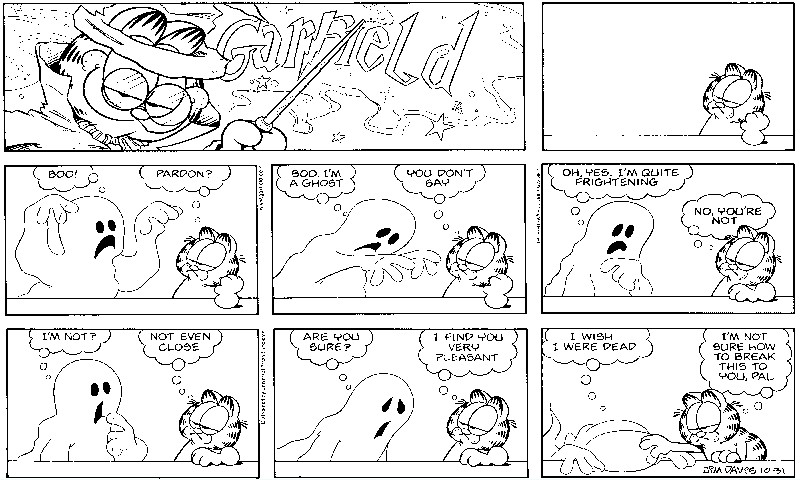 Garfield
BOO!
PARDON?
BOO. I'M
A GHOST
YOU DON'T
SAY
OH, YES. I'M QUITE
FRIGHTENING
NO, YOU'RE
NOT
I'M NOT?
NOT EVEN
CLOSE
ARE YOU
SURE?
I FIND YOU
VERY
PLEASANT
I WISH
I WERE DEAD
I'M NOT
SURE HOW
TO BREAK
THIS TO
YOU, PAL
JIM DAVIS 10-31